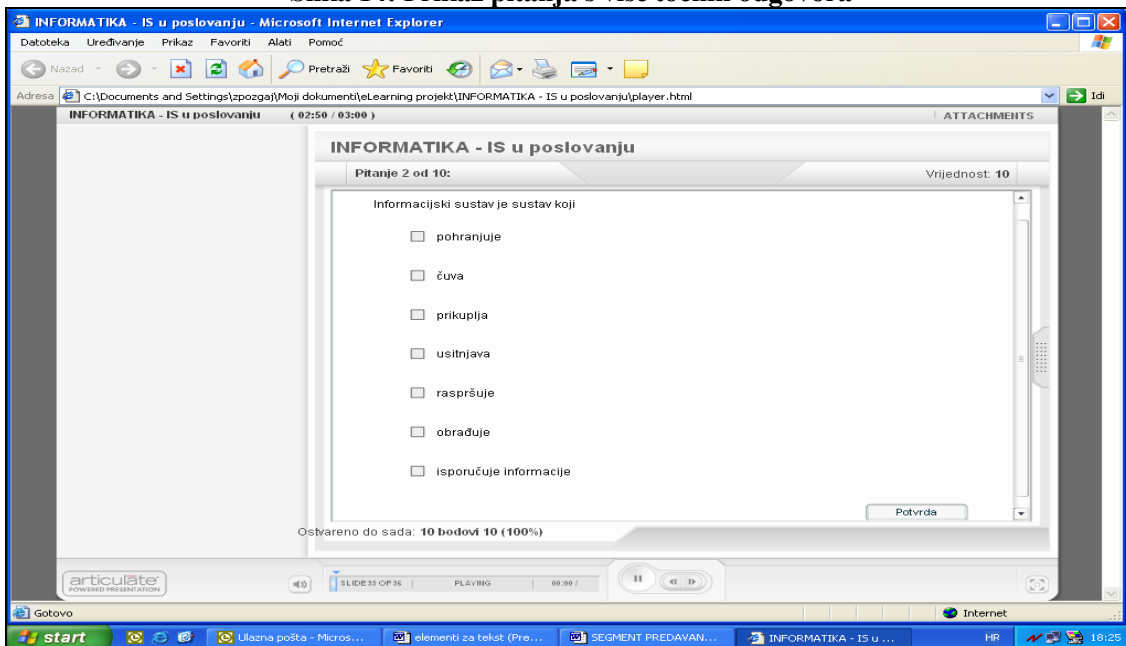 Slika 14. Prikaz pitanja s više točnih odgovora
INFORMATIKA - IS u poslovanju - Microsoft Internet Explorer
Datoteka Uređivanje Prikaz Favoriti Alati Pomoć
Nazad Pretraži Favoriti
Adresa C:\Documents and Settings\zpozgaj\Moji dokumenti\eLearning projekt\INFORMATIKA - IS u poslovanju\player.html Idi
INFORMATIKA - IS u poslovanju ( 02:50 / 03:00 ) ATTACHMENTS
INFORMATIKA - IS u poslovanju
Pitanje 2 od 10: Vrijednost: 10
Informacijski sustav je sustav koji
pohranjuje
čuva
prikuplja
usitnjava
raspršuje
obrađuje
isporučuje informacije
Potvrda
Ostvareno do sada: 10 bodovi 10 (100%)
articulate
POWERED PRESENTATION
SLIDE 35 OF 36 | PLAYING | 00:00 /
Gotovo Internet
start Ulazna pošta - Micros... elementi za tekst (Pre... SEGMENT PREDAVAN... INFORMATIKA - IS u ... HR 18:25